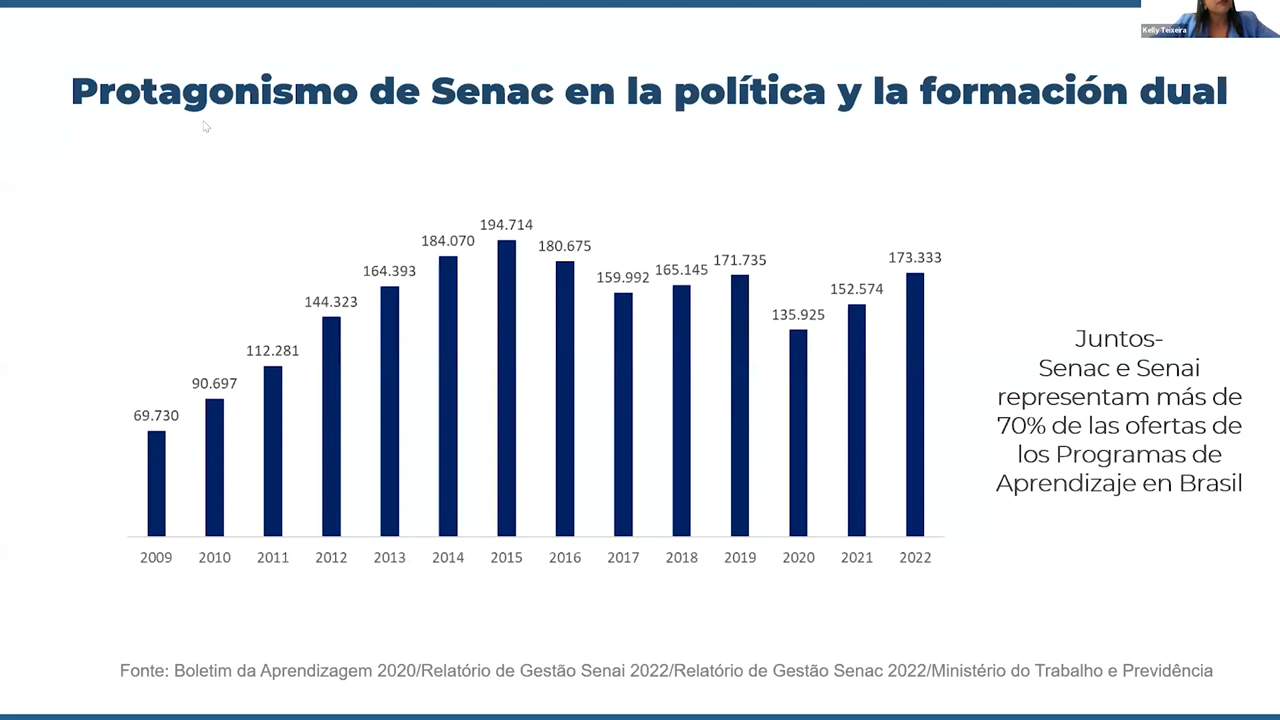 Kelly Teixeira
Protagonismo de Senac en la política y la formación dual
194.714
184.070
180.675
173.333
171.735
164.393
165.145
159.992
152.574
144.323
135.925
112.281
90.697
69.730
Juntos-
Senac e Senai
representam más de
70% de las ofertas de
los Programas de
Aprendizaje en Brasil
2009 2010 2011 2012 2013 2014 2015 2016 2017 2018 2019 2020 2021 2022
Fonte: Boletim da Aprendizagem 2020/Relatório de Gestão Senai 2022/Relatório de Gestão Senac 2022/Ministério do Trabalho e Previdência